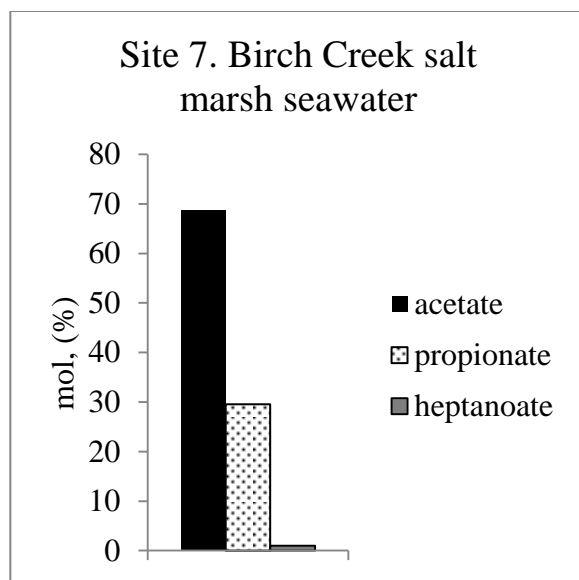 Site 7. Birch Creek salt
marsh seawater
80
70
60
50
40
30
20
10
0
mol, (%)
acetate
propionate
heptanoate